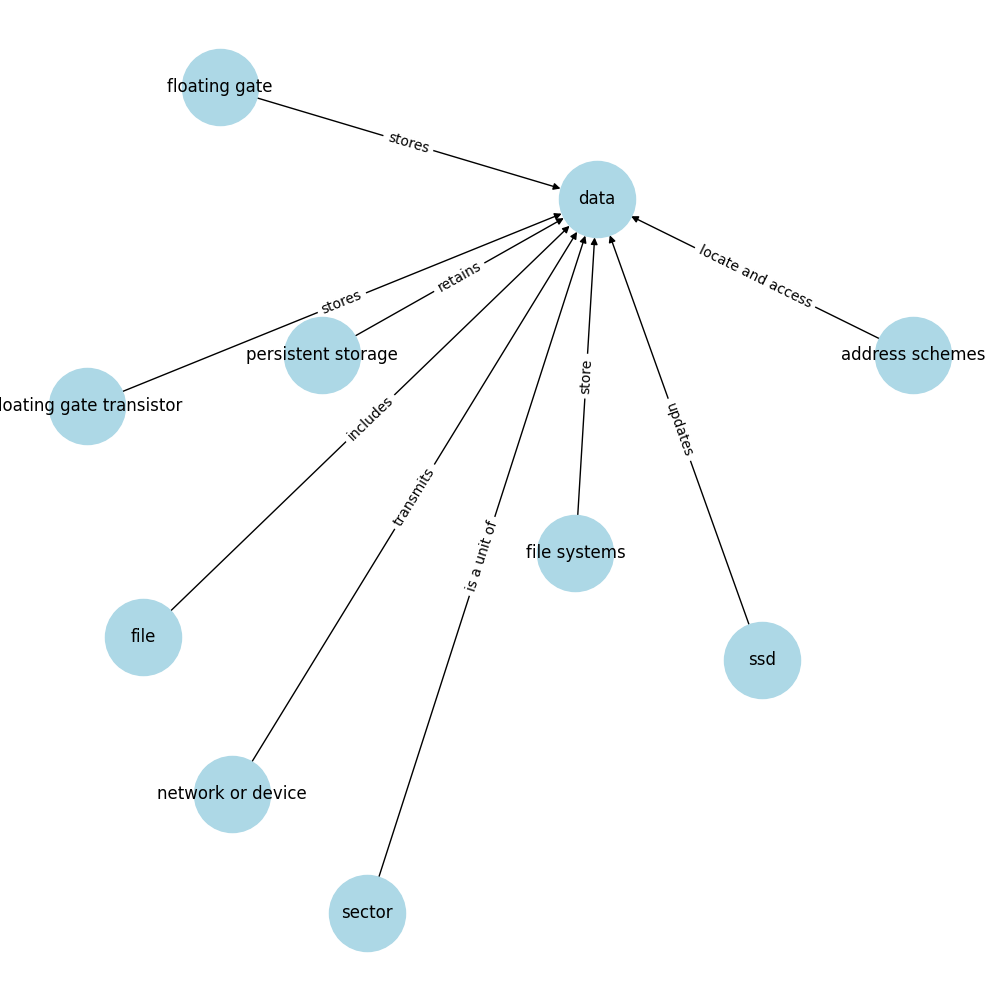 floating gate
stores
data
locate and access
retains
stores
persistent storage
address schemes
store
loating gate transistor
includes
updates
transmits
is a unit of
file systems
file
ssd
network or device
sector